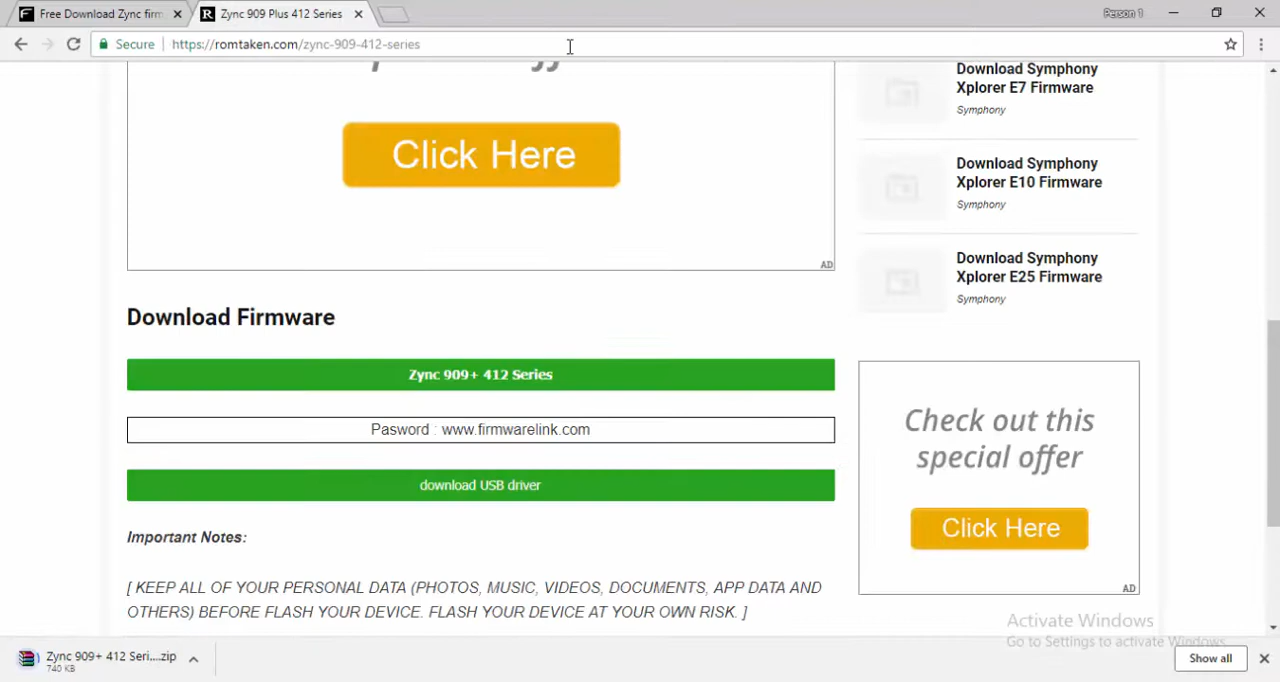 Free Download Zync firm
Zync 909 Plus 412 Series
Person 1
Secure
https://romtaken.com/zync-909-412-series
Click Here
AD
Download Symphony
Xplorer E7 Firmware
Symphony
Download Symphony
Xplorer E10 Firmware
Symphony
Download Symphony
Xplorer E25 Firmware
Symphony
Download Firmware
Zync 909+ 412 Series
Pasword : www.firmwarelink.com
download USB driver
Important Notes:
[ KEEP ALL OF YOUR PERSONAL DATA (PHOTOS, MUSIC, VIDEOS, DOCUMENTS, APP DATA AND
OTHERS) BEFORE FLASH YOUR DEVICE. FLASH YOUR DEVICE AT YOUR OWN RISK. ]
Check out this
special offer
Click Here
AD
Activate Windows
Go to Settings to activate Windows.
Zync 909+ 412 Seri....zip
740 KB
Show all